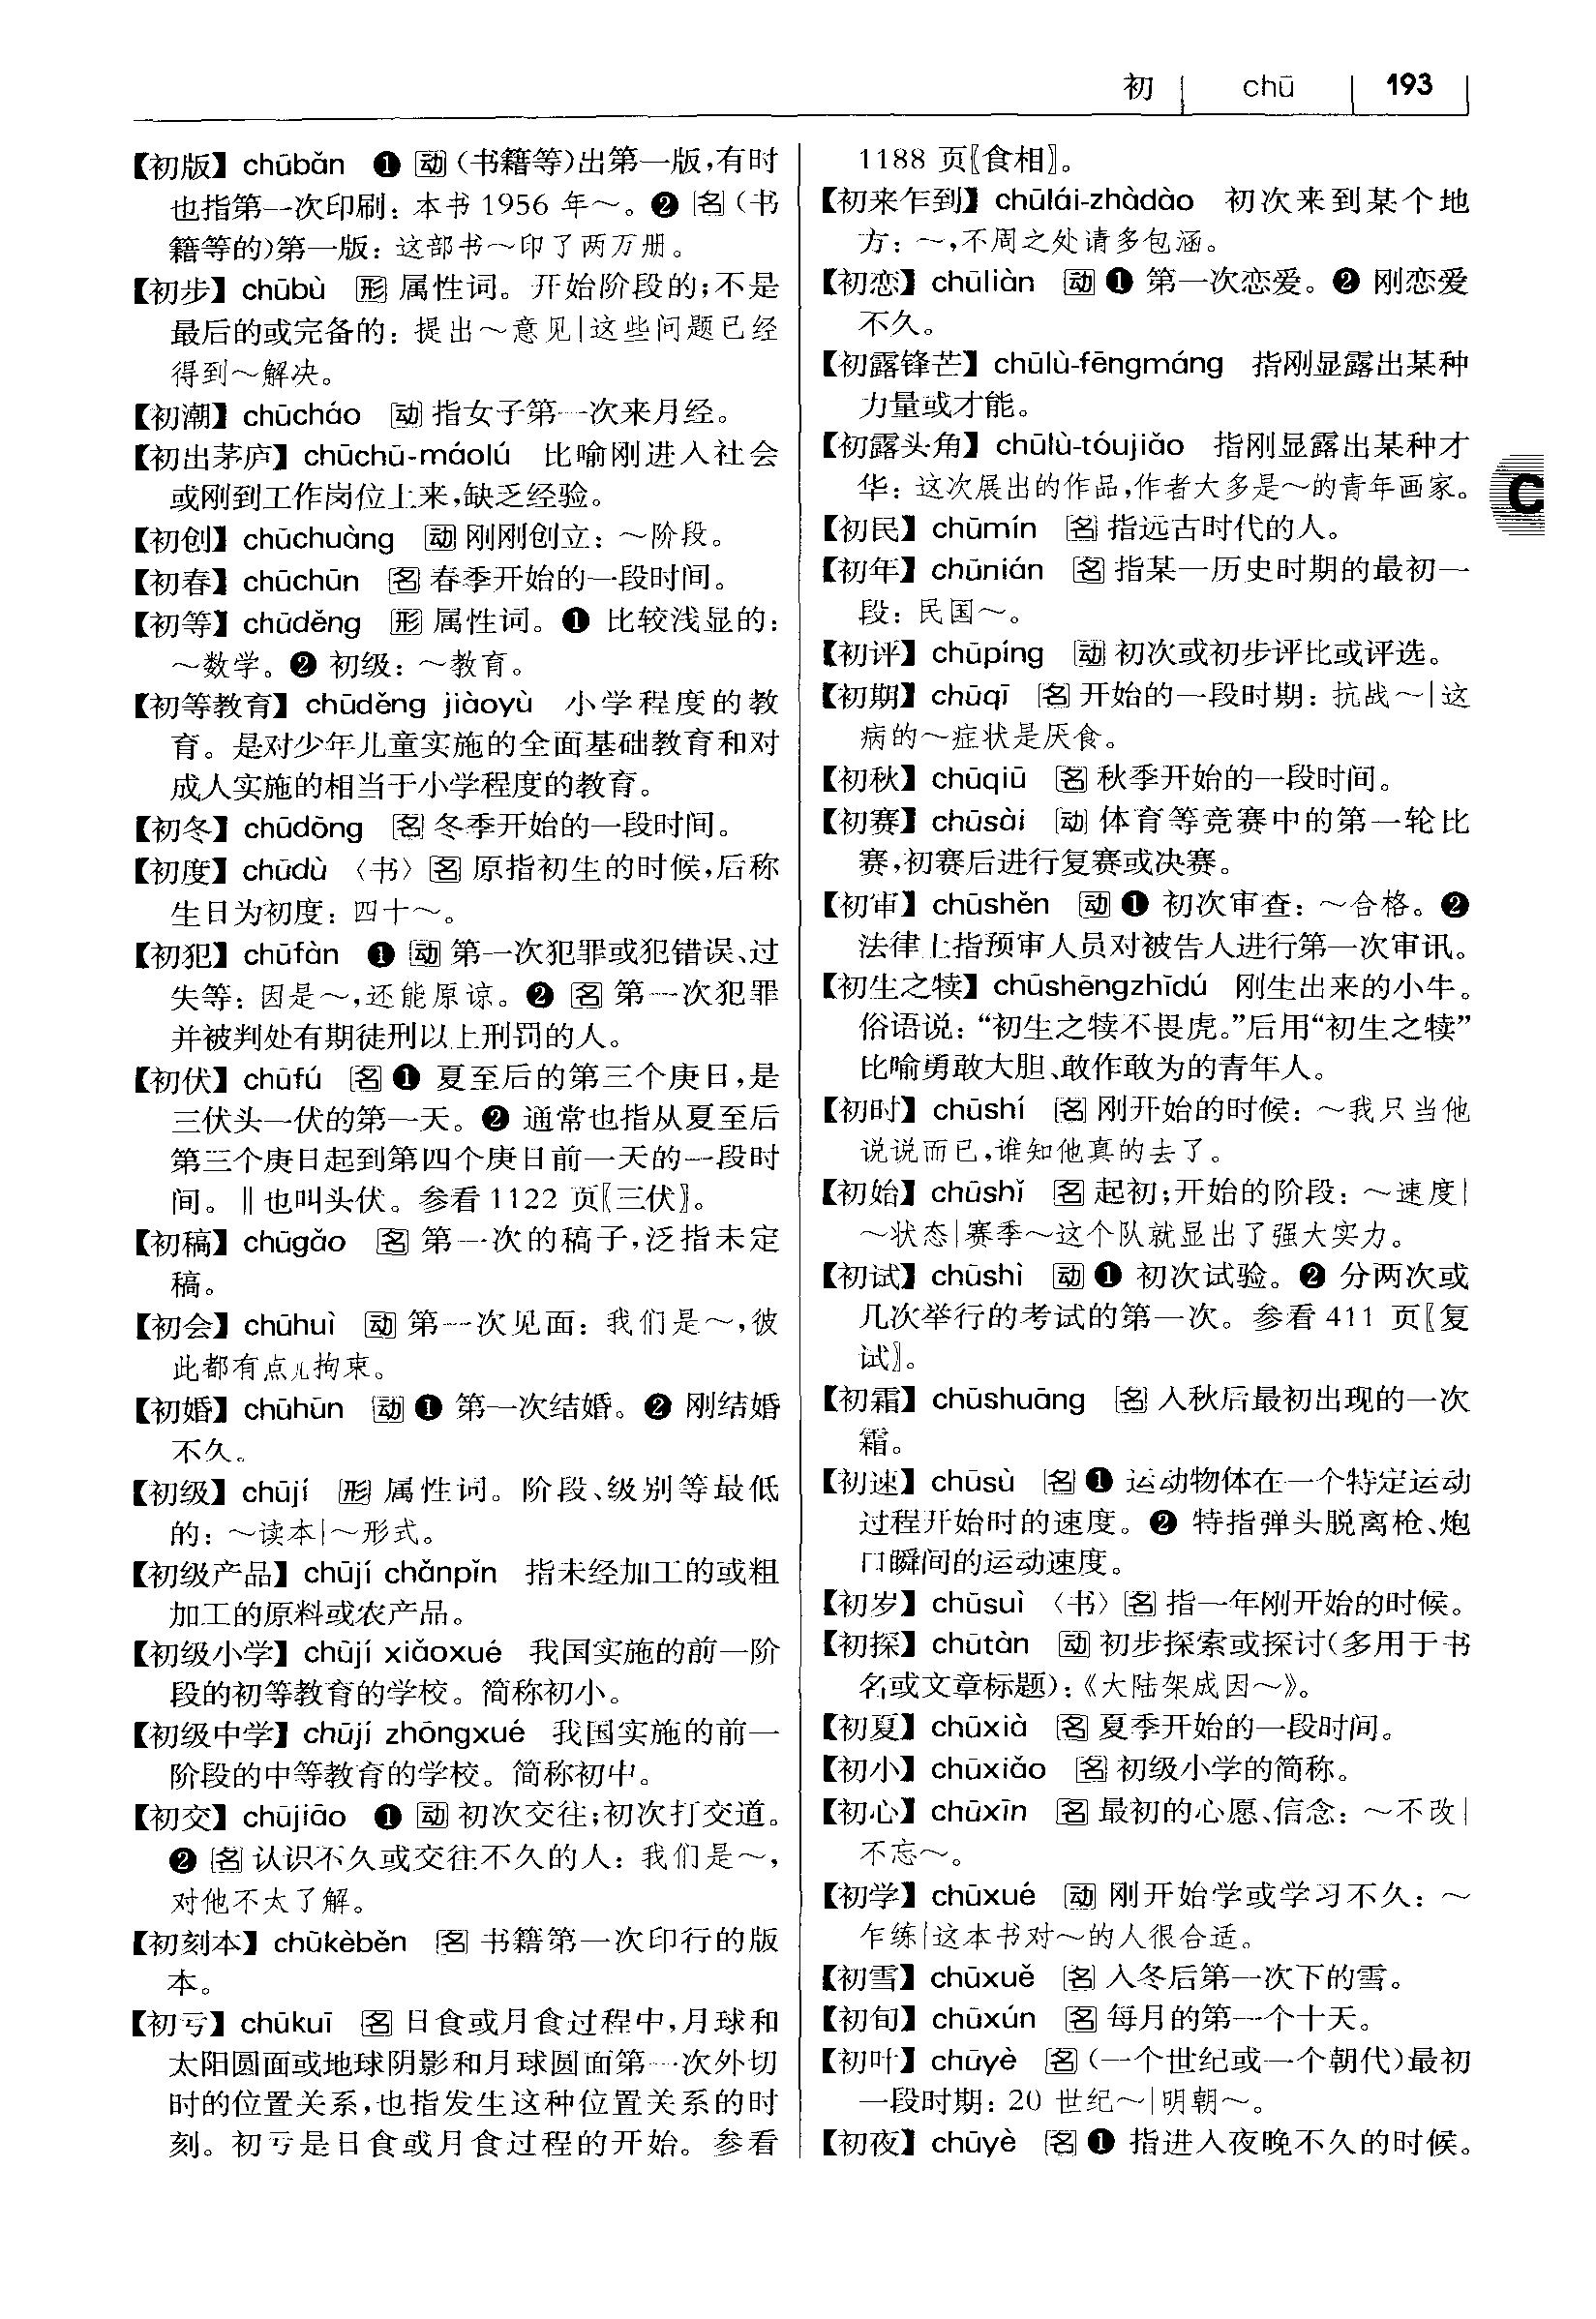 初 chū 193
【初版】 chūbǎn ❶ 动 (书籍等)出第一版,有时
也指第一次印刷: 本书 1956 年～。❷ 名 (书
籍等的)第一版: 这部书～印了两万册。
【初步】 chūbù 形 属性词。开始阶段的;不是
最后的或完备的: 提出～意见|这些问题已经
得到～解决。
【初潮】 chūcháo 动 指女子第一次来月经。
【初出茅庐】 chūchū-máolú 比喻刚进入社会
或刚到工作岗位上来,缺乏经验。
【初创】 chūchuàng 动 刚刚创立: ～阶段。
【初春】 chūchūn 名 春季开始的一段时间。
【初等】 chūděng 形 属性词。❶ 比较浅显的:
～数学。❷ 初级: ～教育。
【初等教育】 chūděng jiàoyù 小学程度的教
育。是对少年儿童实施的全面基础教育和对
成人实施的相当于小学程度的教育。
【初冬】 chūdōng 名 冬季开始的一段时间。
【初度】 chūdù 〈书〉 名 原指初生的时候,后称
生日为初度: 四十～。
【初犯】 chūfàn ❶ 动 第一次犯罪或犯错误、过
失等: 因是～,还能原谅。❷ 名 第一次犯罪
并被判处有期徒刑以上刑罚的人。
【初伏】 chūfú 名 ❶ 夏至后的第三个庚日,是
三伏头一伏的第一天。❷ 通常也指从夏至后
第三个庚日起到第四个庚日前一天的一段时
间。‖也叫头伏。参看 1122 页〖三伏〗。
【初稿】 chūgǎo 名 第一次的稿子,泛指未定
稿。
【初会】 chūhuì 动 第一次见面: 我们是～,彼
此都有点儿拘束。
【初婚】 chūhūn 动 ❶ 第一次结婚。❷ 刚结婚
不久。
【初级】 chūjí 形 属性词。阶段、级别等最低
的: ～读本|～形式。
【初级产品】 chūjí chǎnpǐn 指未经加工的或粗
加工的原料或农产品。
【初级小学】 chūjí xiǎoxué 我国实施的前一阶
段的初等教育的学校。简称初小。
【初级中学】 chūjí zhōngxué 我国实施的前一
阶段的中等教育的学校。简称初中。
【初交】 chūjiāo ❶ 动 初次交往;初次打交道。
❷ 名 认识不久或交往不久的人: 我们是～,
对他不太了解。
【初刻本】 chūkèběn 名 书籍第一次印行的版
本。
【初亏】 chūkuī 名 日食或月食过程中,月球和
太阳圆面或地球阴影和月球圆面第一次外切
时的位置关系,也指发生这种位置关系的时
刻。初亏是日食或月食过程的开始。参看
1188 页〖食相〗。
【初来乍到】 chūlái-zhàdào 初次来到某个地
方: ～,不周之处请多包涵。
【初恋】 chūliàn 动 ❶ 第一次恋爱。❷ 刚恋爱
不久。
【初露锋芒】 chūlù-fēngmáng 指刚显露出某种
力量或才能。
【初露头角】 chūlù-tóujiǎo 指刚显露出某种才
华: 这次展出的作品,作者大多是～的青年画家。
C
【初民】 chūmín 名 指远古时代的人。
【初年】 chūnián 名 指某一历史时期的最初一
段: 民国～。
【初评】 chūpíng 动 初次或初步评比或评选。
【初期】 chūqī 名 开始的一段时期: 抗战～|这
病的～症状是厌食。
【初秋】 chūqiū 名 秋季开始的一段时间。
【初赛】 chūsài 动 体育等竞赛中的第一轮比
赛,初赛后进行复赛或决赛。
【初审】 chūshěn 动 ❶ 初次审查: ～合格。❷
法律上指预审人员对被告人进行第一次审讯。
【初生之犊】 chūshēngzhīdú 刚生出来的小牛。
俗语说: “初生之犊不畏虎。”后用“初生之犊”
比喻勇敢大胆、敢作敢为的青年人。
【初时】 chūshí 名 刚开始的时候: ～我只当他
说说而已,谁知他真的去了。
【初始】 chūshǐ 名 起初;开始的阶段: ～速度|
～状态|赛季～这个队就显出了强大实力。
【初试】 chūshì 动 ❶ 初次试验。❷ 分两次或
几次举行的考试的第一次。参看 411 页〖复
试〗。
【初霜】 chūshuāng 名 入秋后最初出现的一次
霜。
【初速】 chūsù 名 ❶ 运动物体在一个特定运动
过程开始时的速度。❷ 特指弹头脱离枪、炮
口瞬间的运动速度。
【初岁】 chūsuì 〈书〉 名 指一年刚开始的时候。
【初探】 chūtàn 动 初步探索或探讨(多用于书
名或文章标题):《大陆架成因～》。
【初夏】 chūxià 名 夏季开始的一段时间。
【初小】 chūxiǎo 名 初级小学的简称。
【初心】 chūxīn 名 最初的心愿、信念: ～不改|
不忘～。
【初学】 chūxué 动 刚开始学或学习不久: ～
乍练|这本书对～的人很合适。
【初雪】 chūxuě 名 入冬后第一次下的雪。
【初旬】 chūxún 名 每月的第一个十天。
【初叶】 chūyè 名 (一个世纪或一个朝代)最初
一段时期: 20 世纪～|明朝～。
【初夜】 chūyè 名 ❶ 指进入夜晚不久的时候。